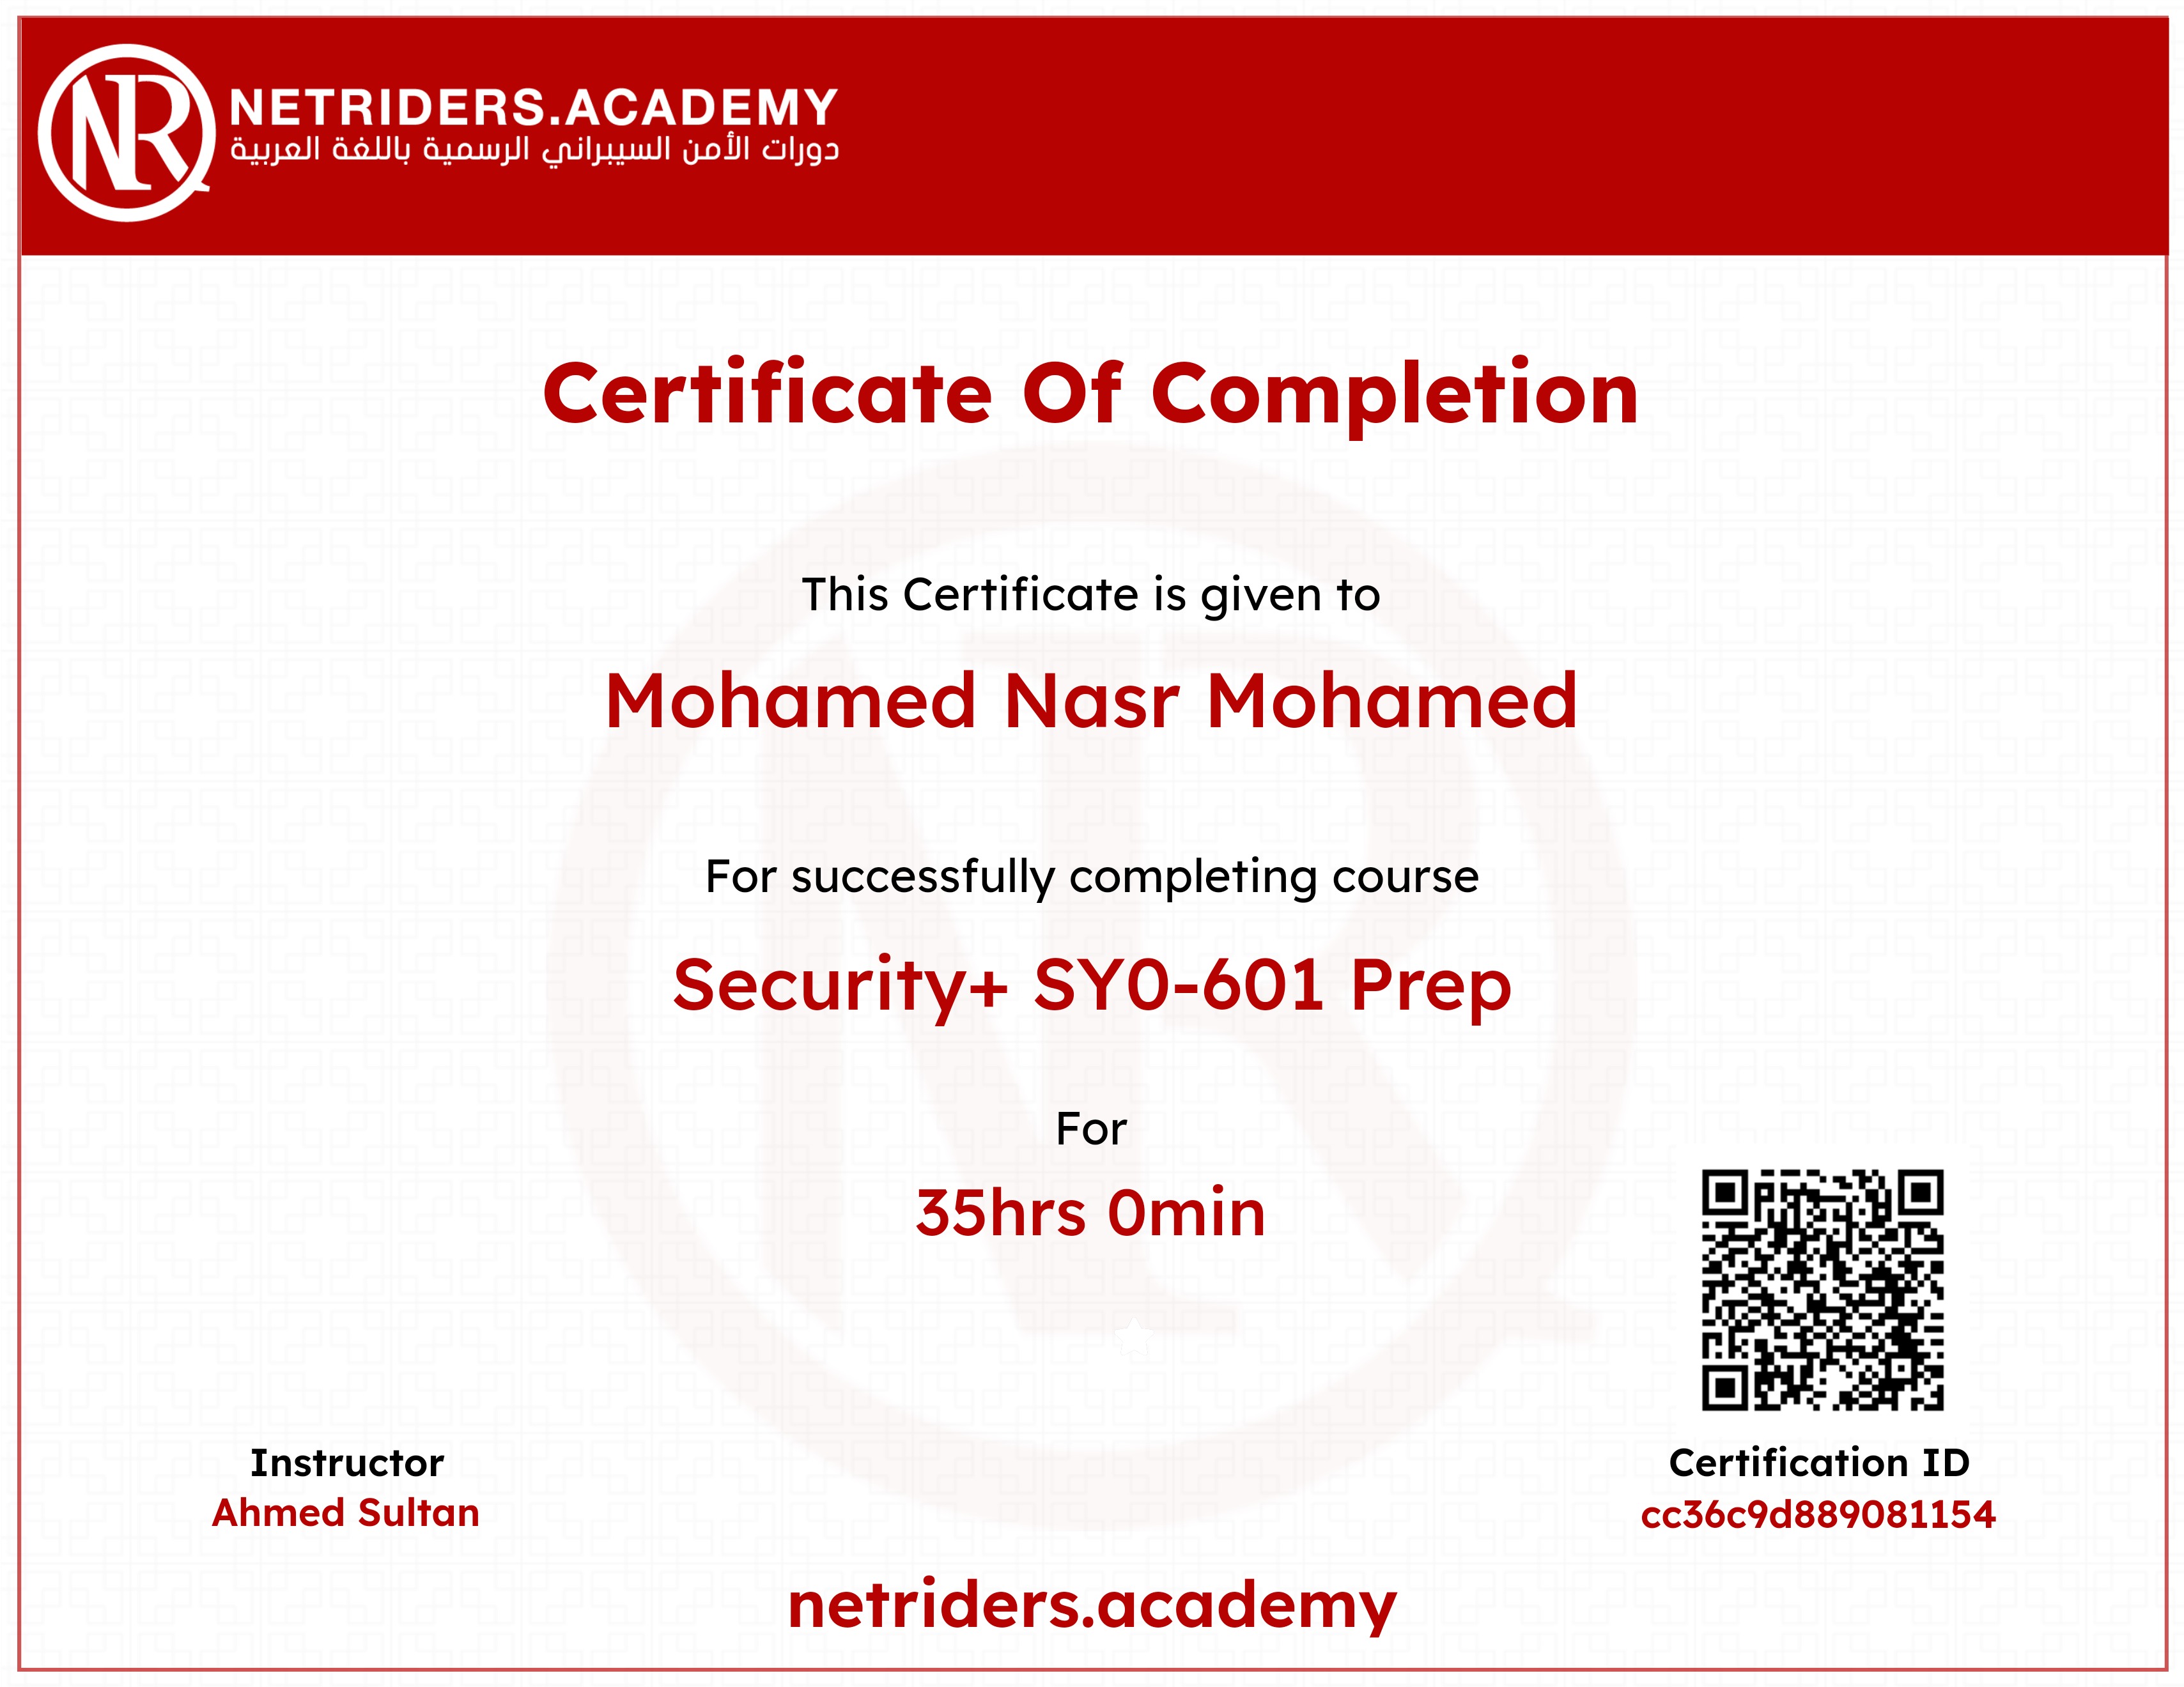 NETRIDERS.ACADEMY
دورات الأمن السيبراني الرسمية باللغة العربية
Certificate Of Completion
This Certificate is given to
Mohamed Nasr Mohamed
For successfully completing course
Security+ SY0-601 Prep
For
35hrs 0min
Instructor
Ahmed Sultan
Certification ID
cc36c9d889081154
netriders.academy